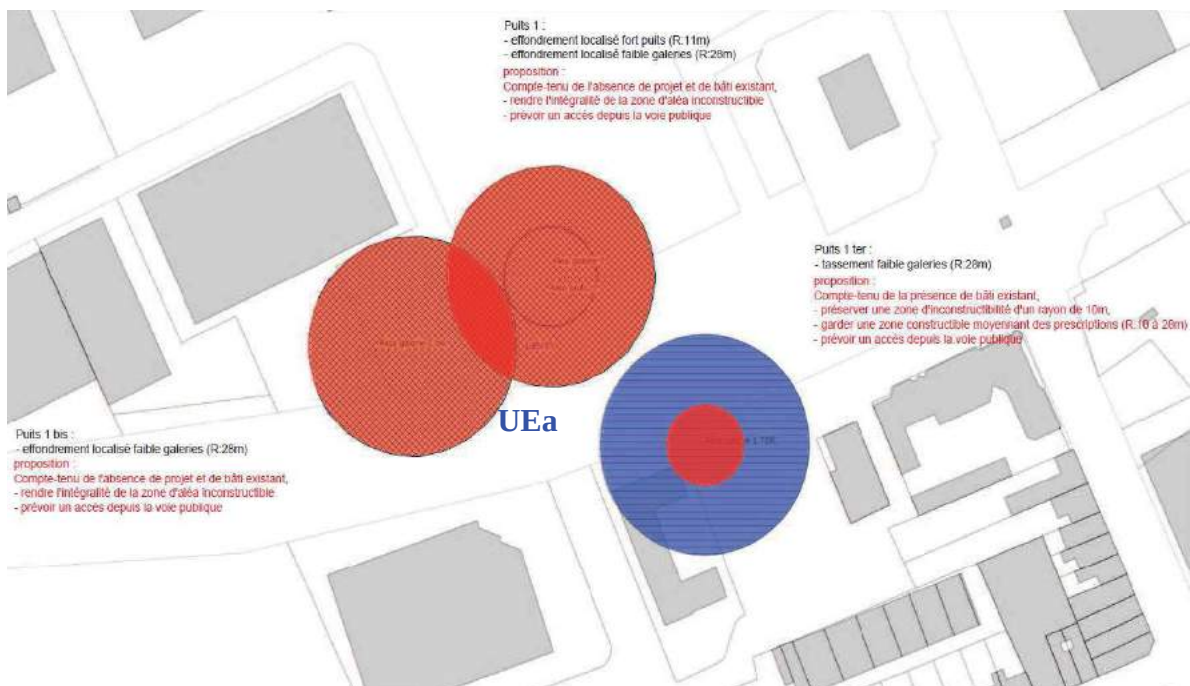 Puits 1 :
- effondrement localisé fort puits (R:11m)
- effondrement localisé faible galeries (R:28m)
proposition :
Compte-tenu de l'absence de projet et de bâti existant,
- rendre l'intégralité de la zone d'aléa inconstructible
- prévoir un accès depuis la voie publique
Puits 1 ter :
- tassement faible galeries (R:28m)
proposition :
Compte-tenu de la présence de bâti existant,
- préserver une zone d'inconstructibilité d'un rayon de 10m,
- garder une zone constructible moyennant des prescriptions (R:10 à 28m)
- prévoir un accès depuis la voie publique
UEa
Puits 1 bis :
- effondrement localisé faible galeries (R:28m)
proposition :
Compte-tenu de l'absence de projet et de bâti existant,
- rendre l'intégralité de la zone d'aléa inconstructible
- prévoir un accès depuis la voie publique